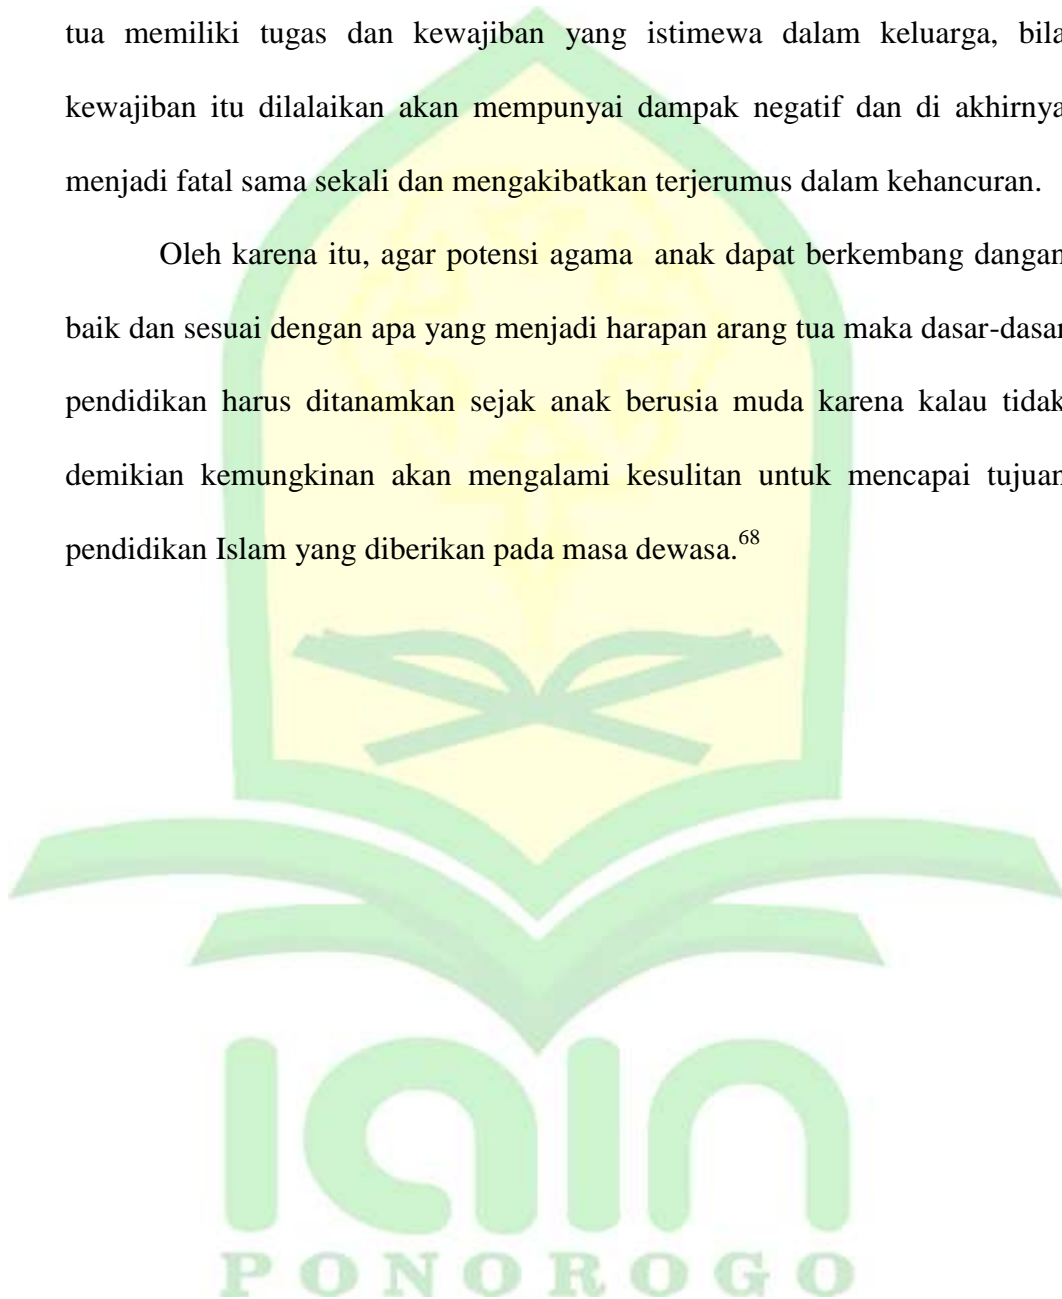 tua memiliki tugas dan kewajiban yang istimewa dalam keluarga, bila
kewajiban itu dilalaikan akan mempunyai dampak negatif dan di akhirnya
menjadi fatal sama sekali dan mengakibatkan terjerumus dalam kehancuran.
Oleh karena itu, agar potensi agama anak dapat berkembang dangan
baik dan sesuai dengan apa yang menjadi harapan arang tua maka dasar-dasar
pendidikan harus ditanamkan sejak anak berusia muda karena kalau tidak
demikian kemungkinan akan mengalami kesulitan untuk mencapai tujuan
pendidikan Islam yang diberikan pada masa dewasa.68
iain
PONOROGO